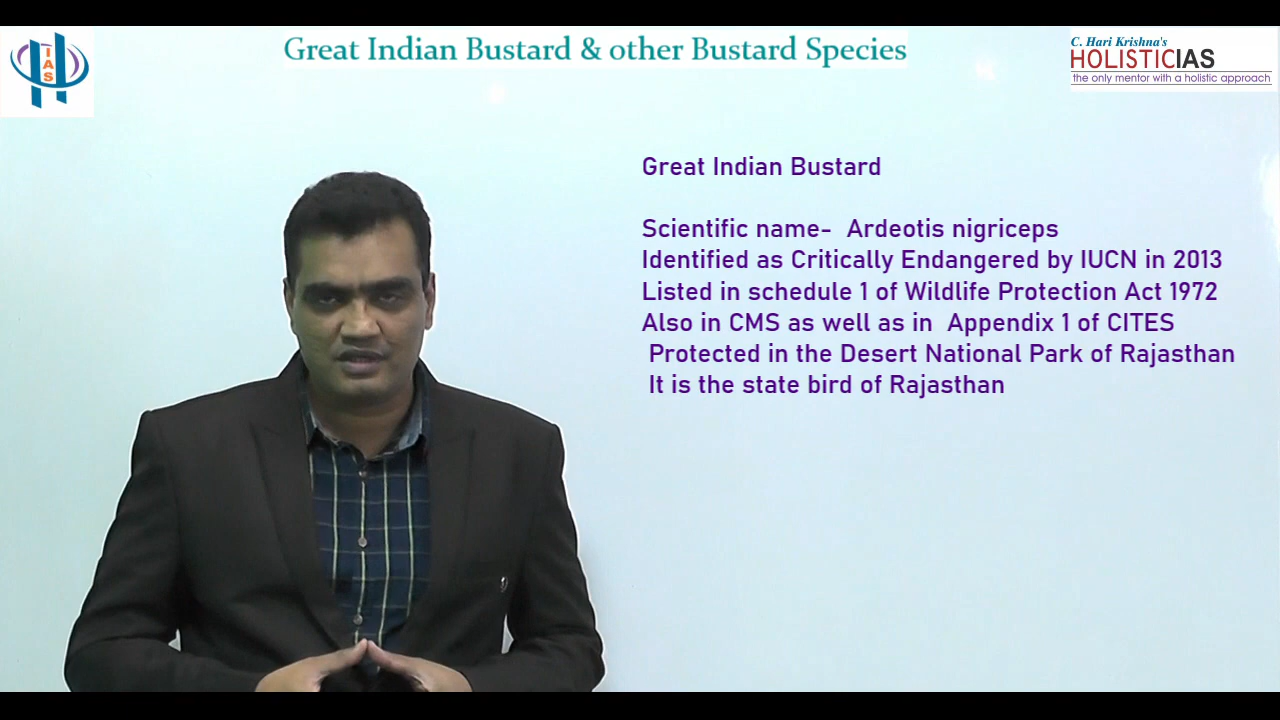 IAS
Great Indian Bustard & other Bustard Species
C. Hari Krishna's
HOLISTICIAS
the only mentor with a holistic approach
Great Indian Bustard
Scientific name- Ardeotis nigriceps
Identified as Critically Endangered by IUCN in 2013
Listed in schedule 1 of Wildlife Protection Act 1972
Also in CMS as well as in Appendix 1 of CITES
Protected in the Desert National Park of Rajasthan
It is the state bird of Rajasthan